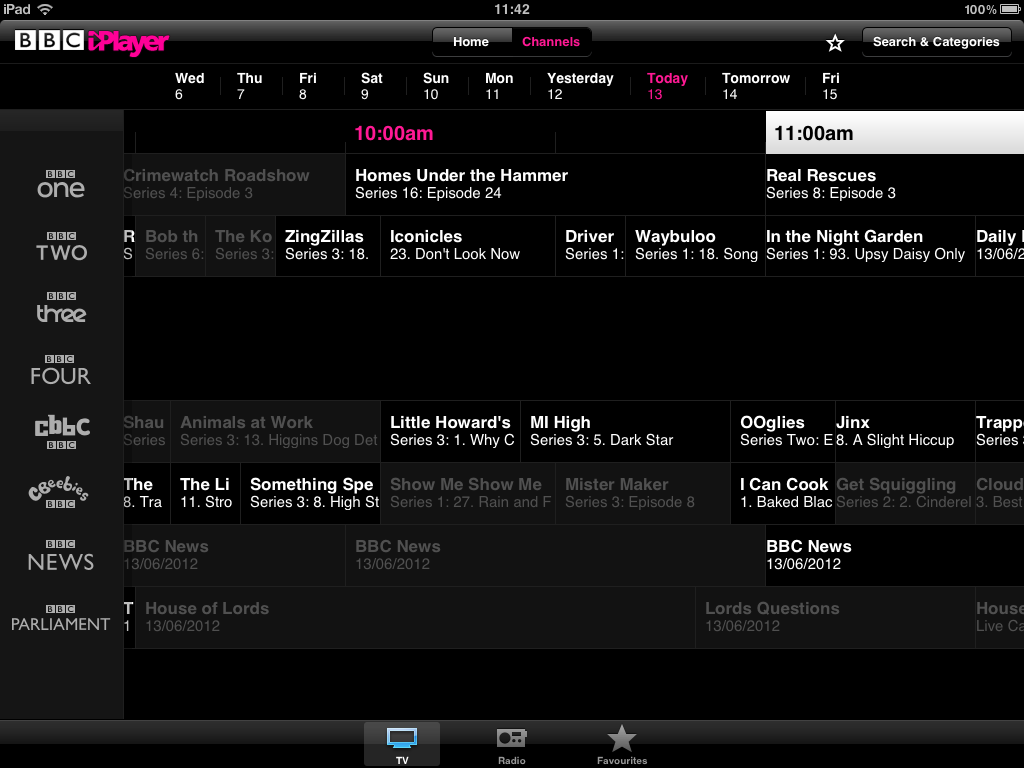 iPad 11:42 100%
BBC iPlayer Home Channels Search & Categories
Wed Thu Fri Sat Sun Mon Yesterday Today Tomorrow Fri
6 7 8 9 10 11 12 13 14 15
10:00am 11:00am
BBC one
Crimewatch Roadshow Homes Under the Hammer Real Rescues
Series 4: Episode 3 Series 16: Episode 24 Series 8: Episode 3
BBC TWO
R Bob th The Ko ZingZillas Iconicles Driver Waybuloo In the Night Garden Daily
S Series 6: Series 3: Series 3: 18. 23. Don't Look Now Series 1: Series 1: 18. Song Series 1: 93. Upsy Daisy Only 13/06/2
BBC three
BBC FOUR
cbbc BBC
Shau Animals at Work Little Howard's MI High OOglies Jinx Trapp
Series Series 3: 13. Higgins Dog Det Series 3: 1. Why C Series 3: 5. Dark Star Series Two: E 8. A Slight Hiccup Series
CBeebies BBC
The The Li Something Spe Show Me Show Me Mister Maker I Can Cook Get Squiggling Cloud
8. Tra 11. Stro Series 3: 8. High St Series 1: 27. Rain and F Series 3: Episode 8 1. Baked Blac Series 2: 2. Cinderel 3. Best
BBC NEWS
BBC News BBC News BBC News
13/06/2012 13/06/2012 13/06/2012
BBC PARLIAMENT
T House of Lords Lords Questions House
1 13/06/2012 13/06/2012 Live Ca
TV Radio Favourites